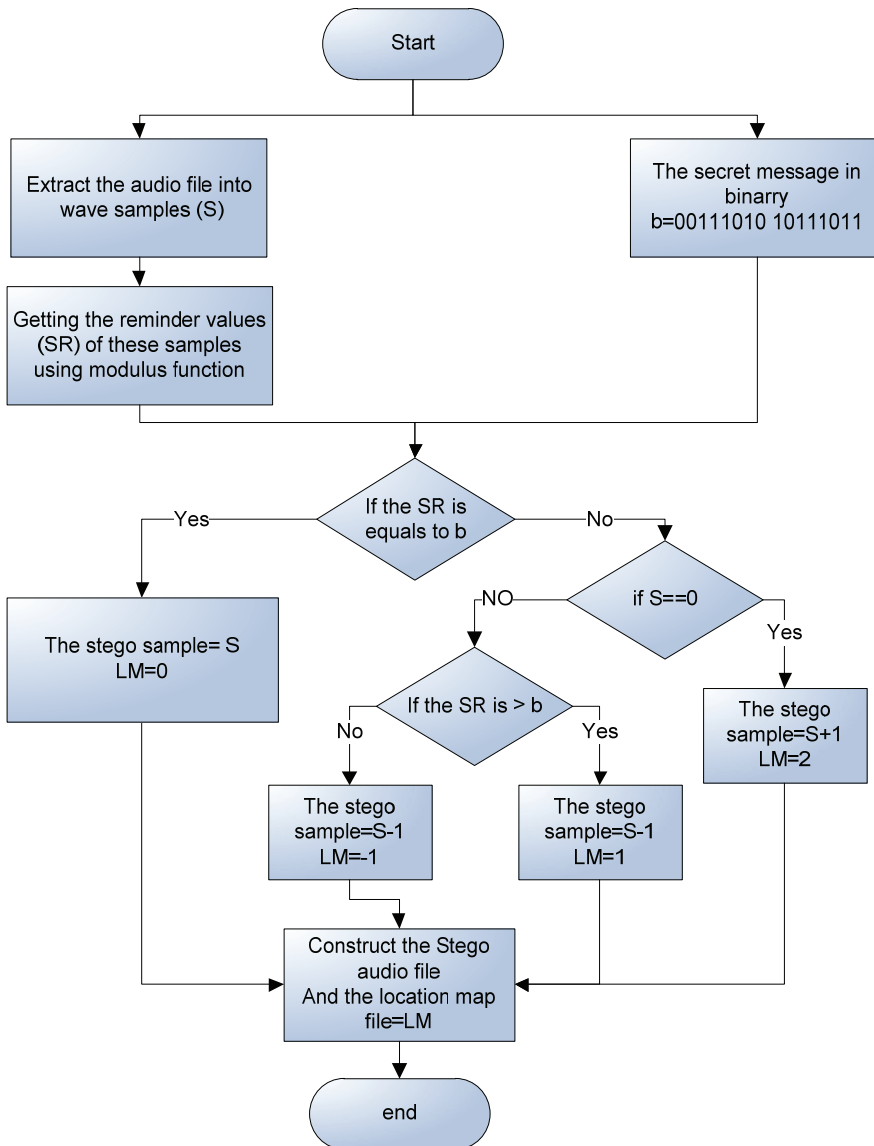 Start
Extract the audio file into
wave samples (S)
The secret message in
binarry
b=00111010 10111011
Getting the reminder values
(SR) of these samples
using modulus function
If the SR is
equals to b
Yes
No
The stego sample= S
LM=0
if S==0
NO
Yes
If the SR is > b
No
Yes
The stego
sample=S+1
LM=2
The stego
sample=S-1
LM=-1
The stego
sample=S-1
LM=1
Construct the Stego
audio file
And the location map
file=LM
end